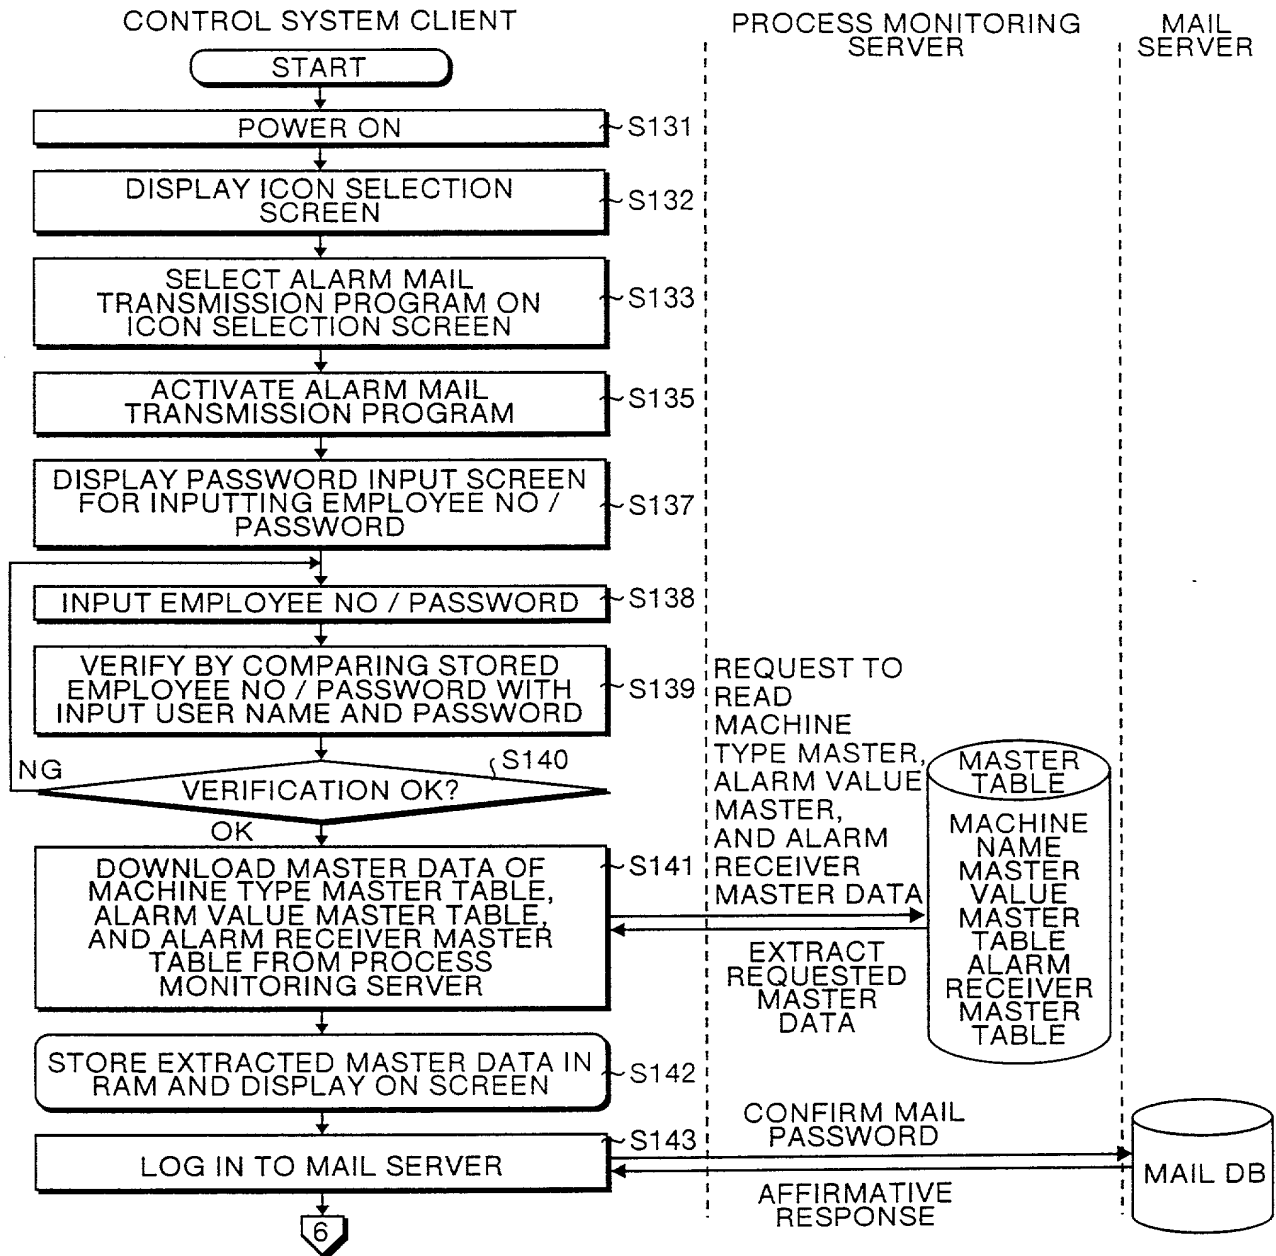 CONTROL SYSTEM CLIENT
PROCESS MONITORING
SERVER
MAIL
SERVER
START
POWER ON
S131
DISPLAY ICON SELECTION
SCREEN
S132
SELECT ALARM MAIL
TRANSMISSION PROGRAM ON
ICON SELECTION SCREEN
S133
ACTIVATE ALARM MAIL
TRANSMISSION PROGRAM
S135
DISPLAY PASSWORD INPUT SCREEN
FOR INPUTTING EMPLOYEE NO /
PASSWORD
S137
INPUT EMPLOYEE NO / PASSWORD
S138
VERIFY BY COMPARING STORED
EMPLOYEE NO / PASSWORD WITH
INPUT USER NAME AND PASSWORD
S139
NG
VERIFICATION OK?
S140
OK
DOWNLOAD MASTER DATA OF
MACHINE TYPE MASTER TABLE,
ALARM VALUE MASTER TABLE,
AND ALARM RECEIVER MASTER
TABLE FROM PROCESS
MONITORING SERVER
S141
REQUEST TO
READ
MACHINE
TYPE MASTER,
ALARM VALUE
MASTER,
AND ALARM
RECEIVER
MASTER DATA
EXTRACT
REQUESTED
MASTER
DATA
MASTER
TABLE
MACHINE
NAME
MASTER
VALUE
MASTER
TABLE
ALARM
RECEIVER
MASTER
TABLE
STORE EXTRACTED MASTER DATA IN
RAM AND DISPLAY ON SCREEN
S142
LOG IN TO MAIL SERVER
S143
CONFIRM MAIL
PASSWORD
AFFIRMATIVE
RESPONSE
MAIL DB
6